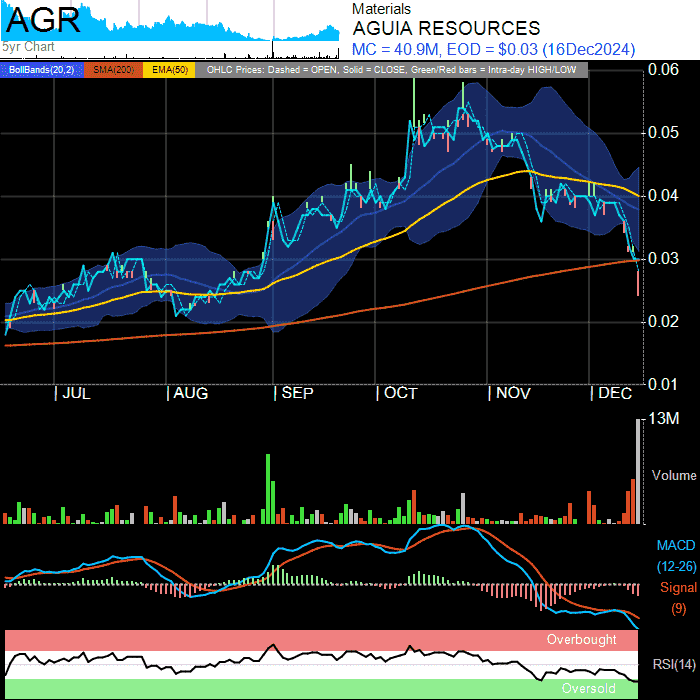 AGR
5yr Chart
Materials
AGUIA RESOURCES
MC = 40.9M, EOD = $0.03 (16Dec2024)
BollBands(20,2) SMA(200) EMA(50) OHLC Prices: Dashed = OPEN, Solid = CLOSE, Green/Red bars = Intra-day HIGH/LOW
0.06
0.05
0.04
0.03
0.02
0.01
| JUL | AUG | SEP | OCT | NOV | DEC
13M
Volume
MACD
(12-26)
Signal
(9)
Overbought
RSI(14)
Oversold